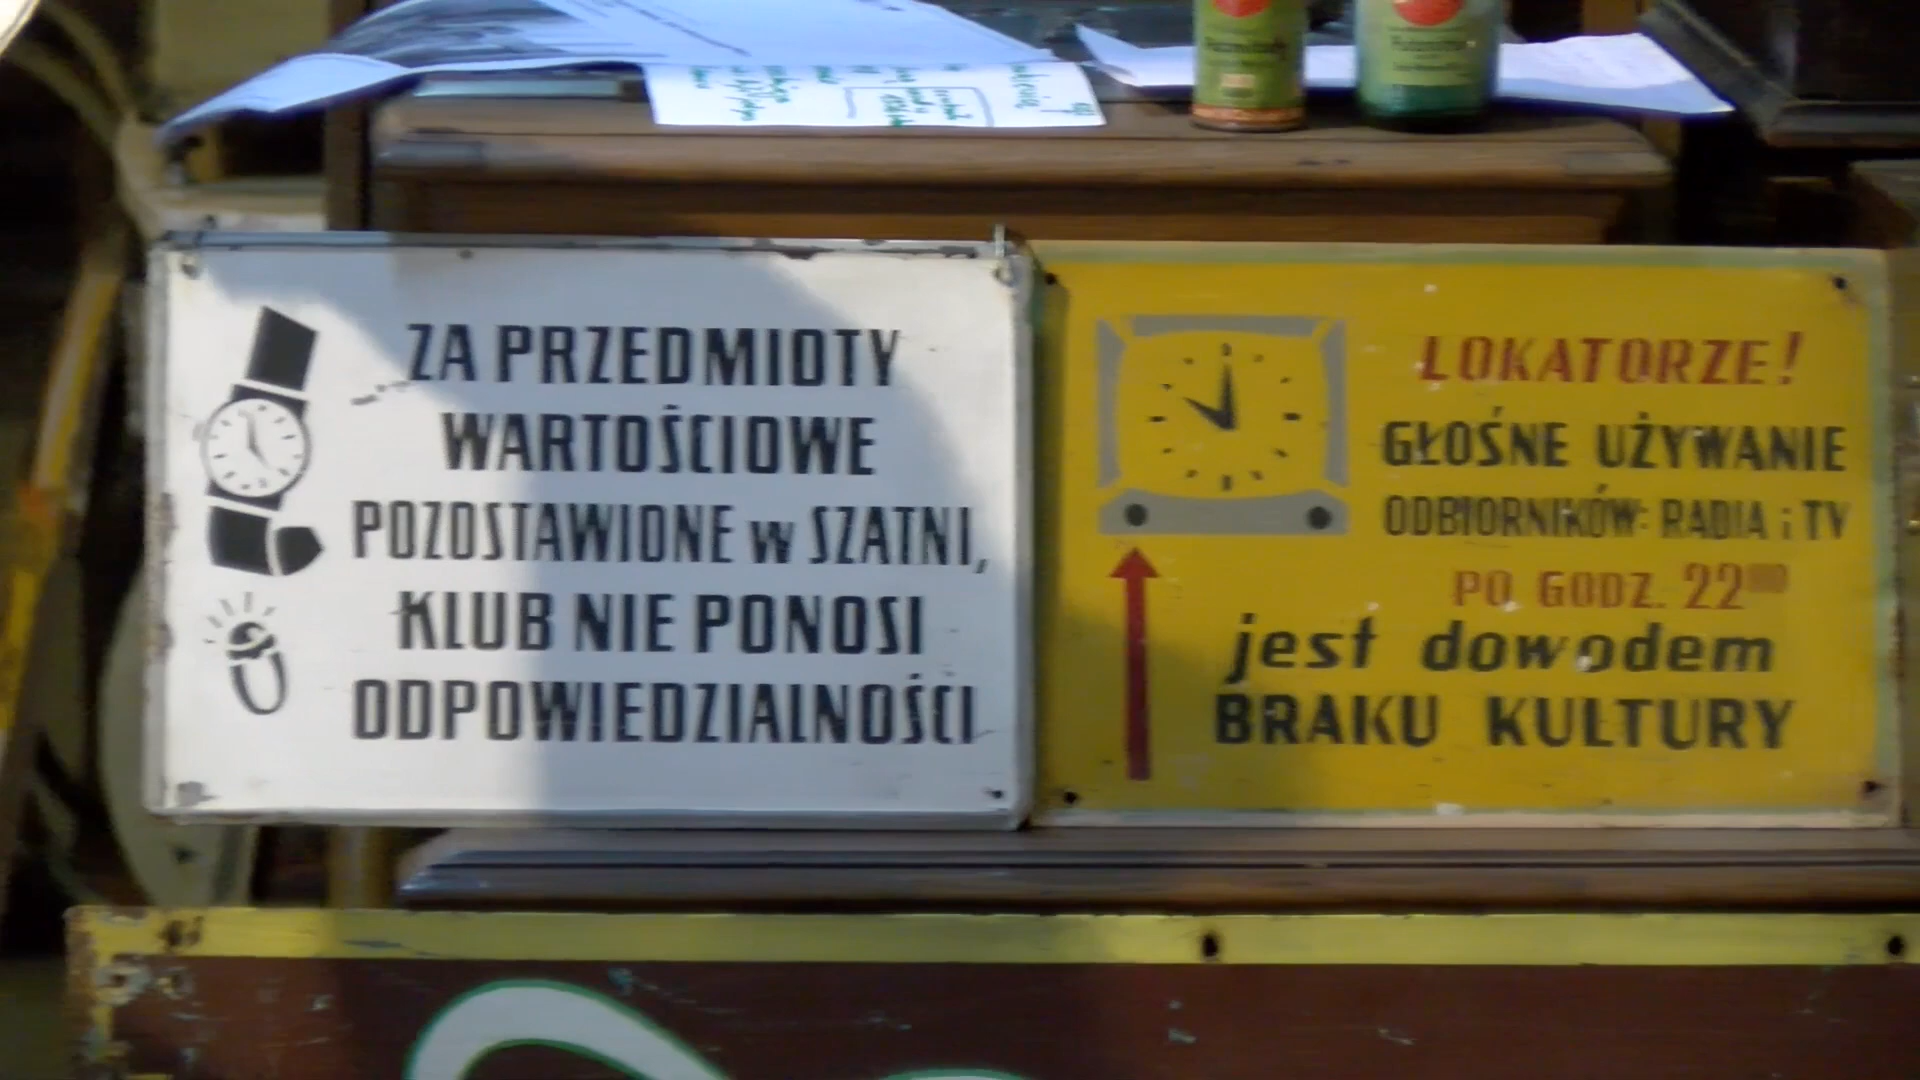 ZA PRZEDMIOTY
WARTOŚCIOWE
POZOSTAWIONE w SZATNI,
KLUB NIE PONOSI
ODPOWIEDZIALNOŚCI
LOKATORZE!
GŁOŚNE UŻYWANIE
ODBIORNIKÓW: RADIA i TV
PO GODZ. 22⁰⁰
jest dowodem
BRAKU KULTURY